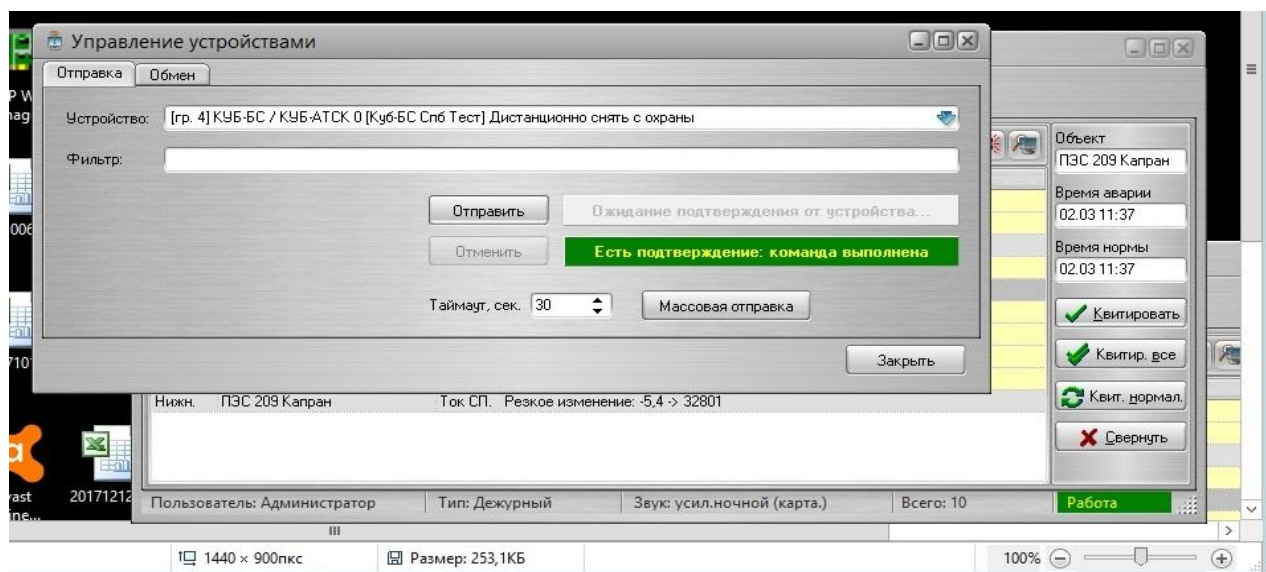 Управление устройствами
Отправка Обмен
Устройство: [гр. 4] КУБ-БС / КУБ-АТСК 0 [Куб-БС Спб Тест] Дистанционно снять с охраны
Фильтр:
Отправить Ожидание подтверждения от устройства...
Отменить Есть подтверждение: команда выполнена
Таймаут, сек. 30 Массовая отправка
Закрыть
Объект
ПЭС 209 Капран
Время аварии
02.03 11:37
Время нормы
02.03 11:37
Квитировать
Квитир. все
Квит. нормал.
Свернуть
Нижн. ПЭС 209 Капран Ток СП. Резкое изменение: -5,4 -> 32801
20171212
Пользователь: Администратор Тип: Дежурный Звук: усил.ночной (карта.) Всего: 10 Работа
1440 × 900пкс Размер: 253,1КБ 100%